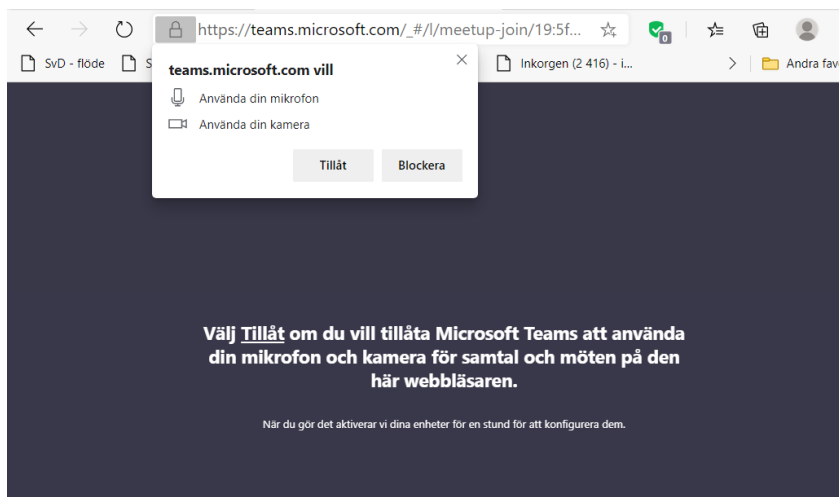 https://teams.microsoft.com/_#/l/meetup-join/19:5f...
0
SvD - flöde
S
Inkorgen (2 416) - i...
Andra fav
teams.microsoft.com vill
Använda din mikrofon
Använda din kamera
Tillåt
Blockera
Välj Tillåt om du vill tillåta Microsoft Teams att använda
din mikrofon och kamera för samtal och möten på den
här webbläsaren.
När du gör det aktiverar vi dina enheter för en stund för att konfigurera dem.